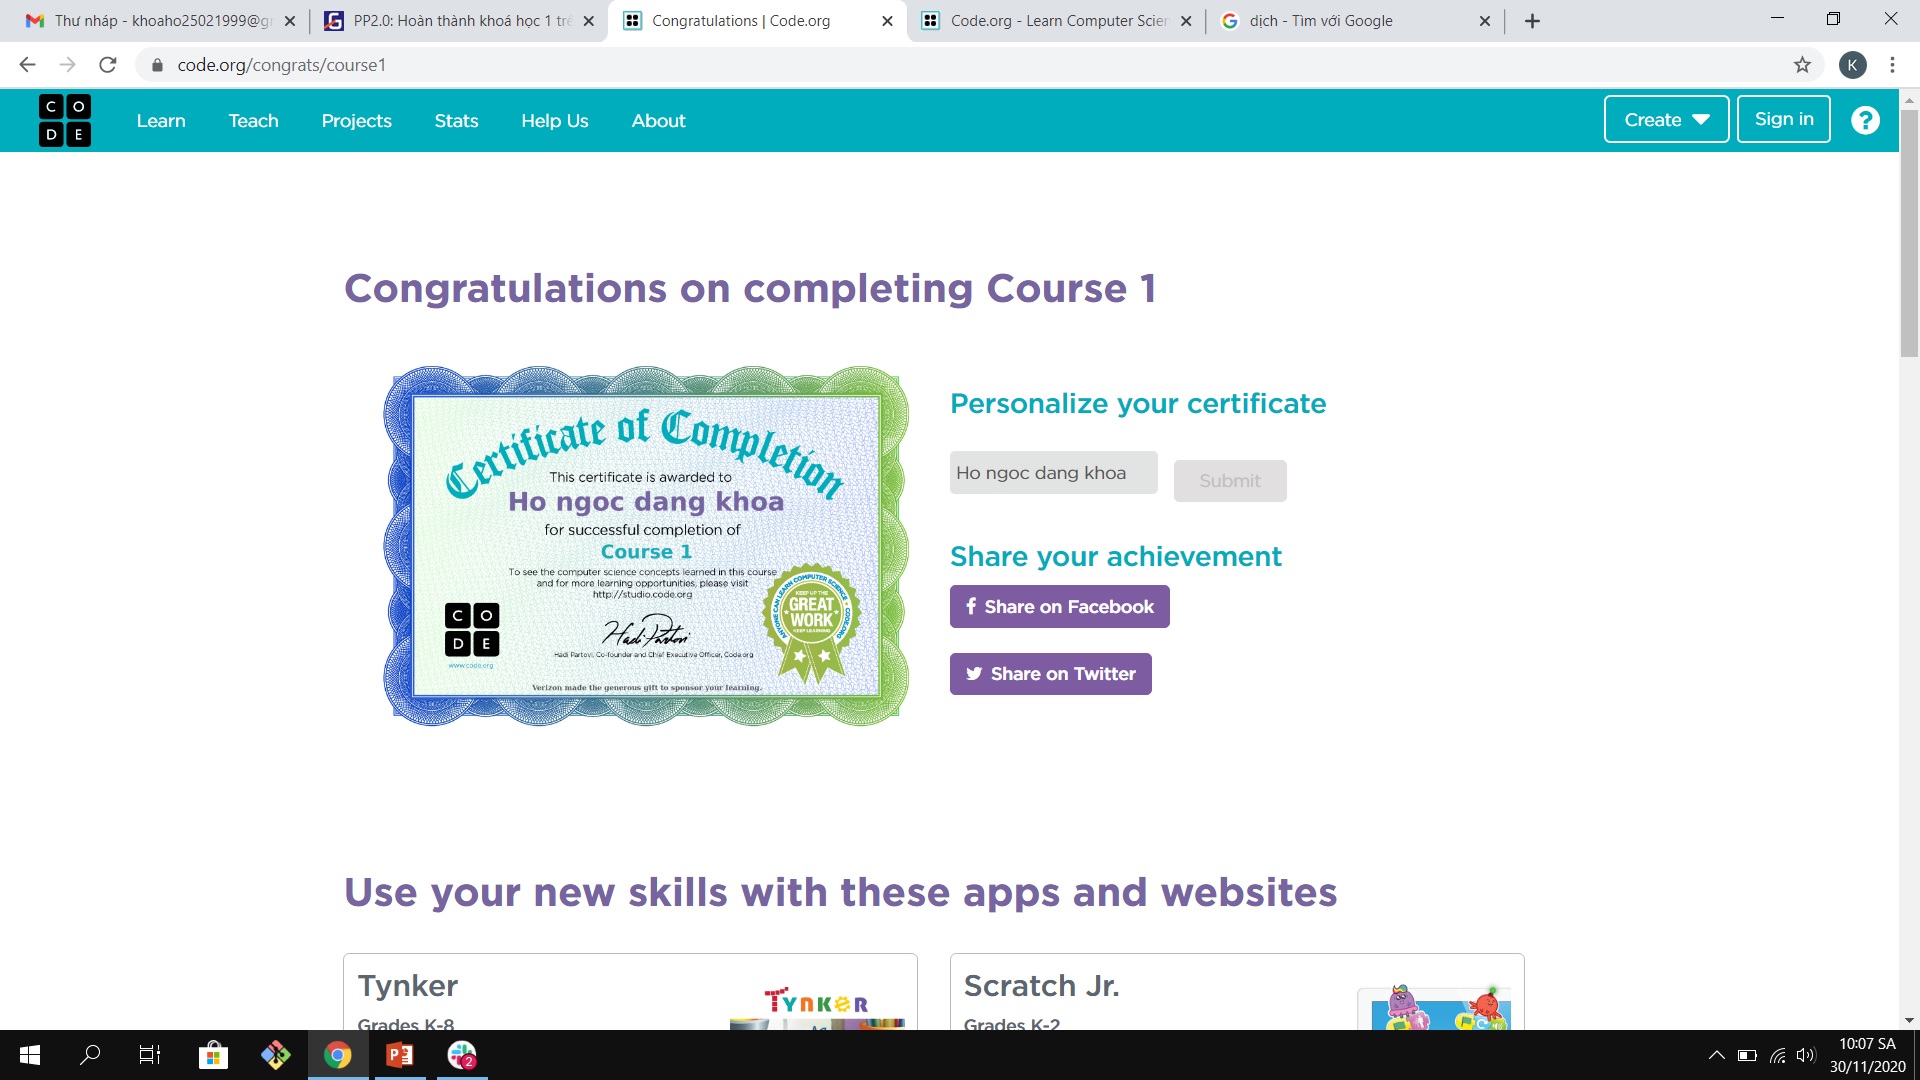 Thư nháp - khoaho25021999@gr
PP2.0: Hoàn thành khoá học 1 trê
Congratulations | Code.org
Code.org - Learn Computer Scien
dịch - Tìm với Google
code.org/congrats/course1
K
C O
D E
Learn
Teach
Projects
Stats
Help Us
About
Create
Sign in
?
Congratulations on completing Course 1
Certificate of Completion
This certificate is awarded to
Ho ngoc dang khoa
for successful completion of
Course 1
To see the computer science concepts learned in this course
and for more learning opportunities, please visit
http://studio.code.org
C O
D E
www.code.org
Hadi Partovi
Hadi Partovi, Co-founder and Chief Executive Officer, Code.org
ANYONE CAN LEARN COMPUTER SCIENCE • CODE.ORG
KEEP UP THE
GREAT
WORK
KEEP LEARNING
Verizon made the generous gift to sponsor your learning.
Personalize your certificate
Ho ngoc dang khoa
Submit
Share your achievement
f Share on Facebook
Share on Twitter
Use your new skills with these apps and websites
Tynker
Grades K-8
TYNKER
Scratch Jr.
Grades K-2
2
10:07 SA
30/11/2020